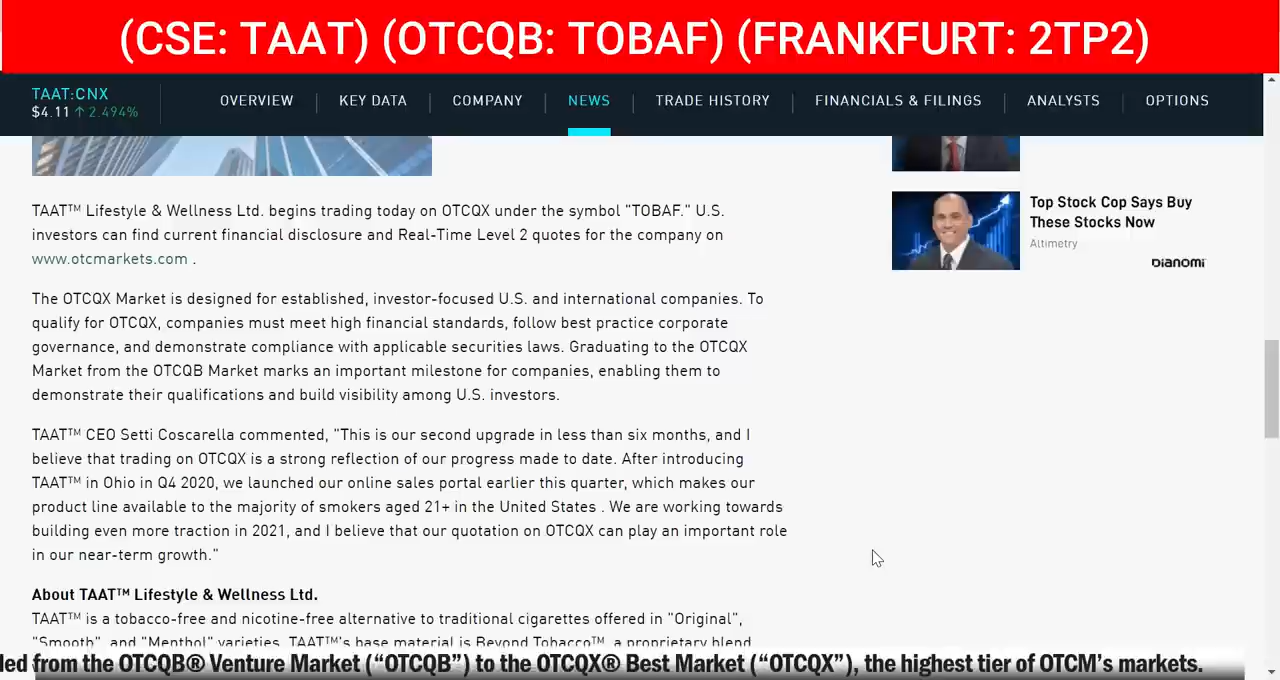 (CSE: TAAT) (OTCQB: TOBAF) (FRANKFURT: 2TP2)
TAAT:CNX
$4.11 ↑ 2.494%
OVERVIEW
KEY DATA
COMPANY
NEWS
TRADE HISTORY
FINANCIALS & FILINGS
ANALYSTS
OPTIONS
TAAT™ Lifestyle & Wellness Ltd. begins trading today on OTCQX under the symbol "TOBAF." U.S.
investors can find current financial disclosure and Real-Time Level 2 quotes for the company on
www.otcmarkets.com .
The OTCQX Market is designed for established, investor-focused U.S. and international companies. To
qualify for OTCQX, companies must meet high financial standards, follow best practice corporate
governance, and demonstrate compliance with applicable securities laws. Graduating to the OTCQX
Market from the OTCQB Market marks an important milestone for companies, enabling them to
demonstrate their qualifications and build visibility among U.S. investors.
TAAT™ CEO Setti Coscarella commented, "This is our second upgrade in less than six months, and I
believe that trading on OTCQX is a strong reflection of our progress made to date. After introducing
TAAT™ in Ohio in Q4 2020, we launched our online sales portal earlier this quarter, which makes our
product line available to the majority of smokers aged 21+ in the United States . We are working towards
building even more traction in 2021, and I believe that our quotation on OTCQX can play an important role
in our near-term growth."
About TAAT™ Lifestyle & Wellness Ltd.
TAAT™ is a tobacco-free and nicotine-free alternative to traditional cigarettes offered in "Original",
"Smooth", and "Menthol" varieties. TAAT™'s base material is Beyond Tobacco™, a proprietary blend
Top Stock Cop Says Buy
These Stocks Now
Altimetry
DIANOMI
led from the OTCQB® Venture Market (“OTCQB”) to the OTCQX® Best Market (“OTCQX”), the highest tier of OTCM’s markets.